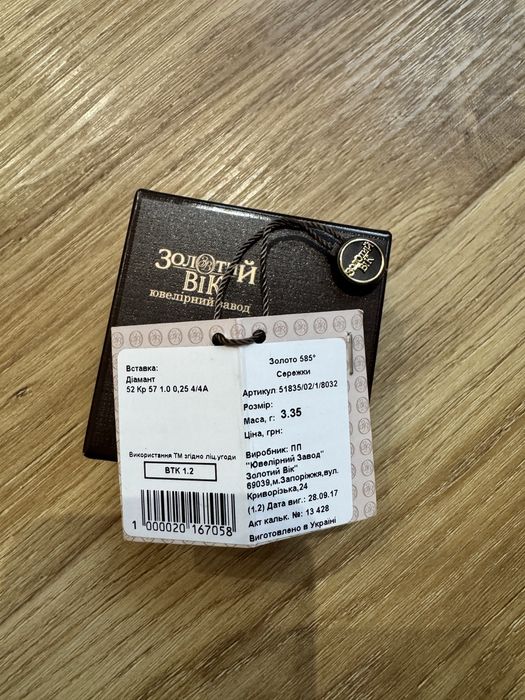 ЗОЛОТИЙ
ВІК
ювелірний завод
ЗОЛОТИЙ
ВІК
Вставка:
Діамант
52 Кр 57 1.0 0,25 4/4А
Використання ТМ згідно ліц.угоди
ВТК 1.2
1 000020 167058
Золото 585°
Сережки
Артикул 51835/02/1/8032
Розмір:
Маса, г: 3.35
Ціна, грн:
Виробник: ПП
"Ювелірний Завод"
Золотий Вік"
69039,м.Запоріжжя,вул.
Криворізька,24
(1.2) Дата виг.: 28.09.17
Акт кальк. №: 13 428
Виготовлено в Україні